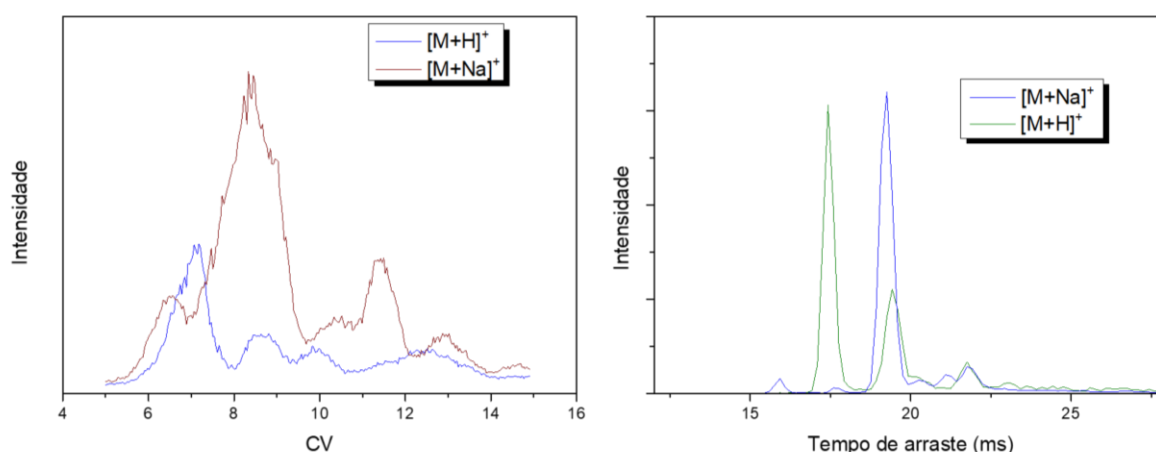 Intensidade
[M+H]+
[M+Na]+
4 6 8 10 12 14 16
CV
Intensidade
[M+Na]+
[M+H]+
15 20 25
Tempo de arraste (ms)